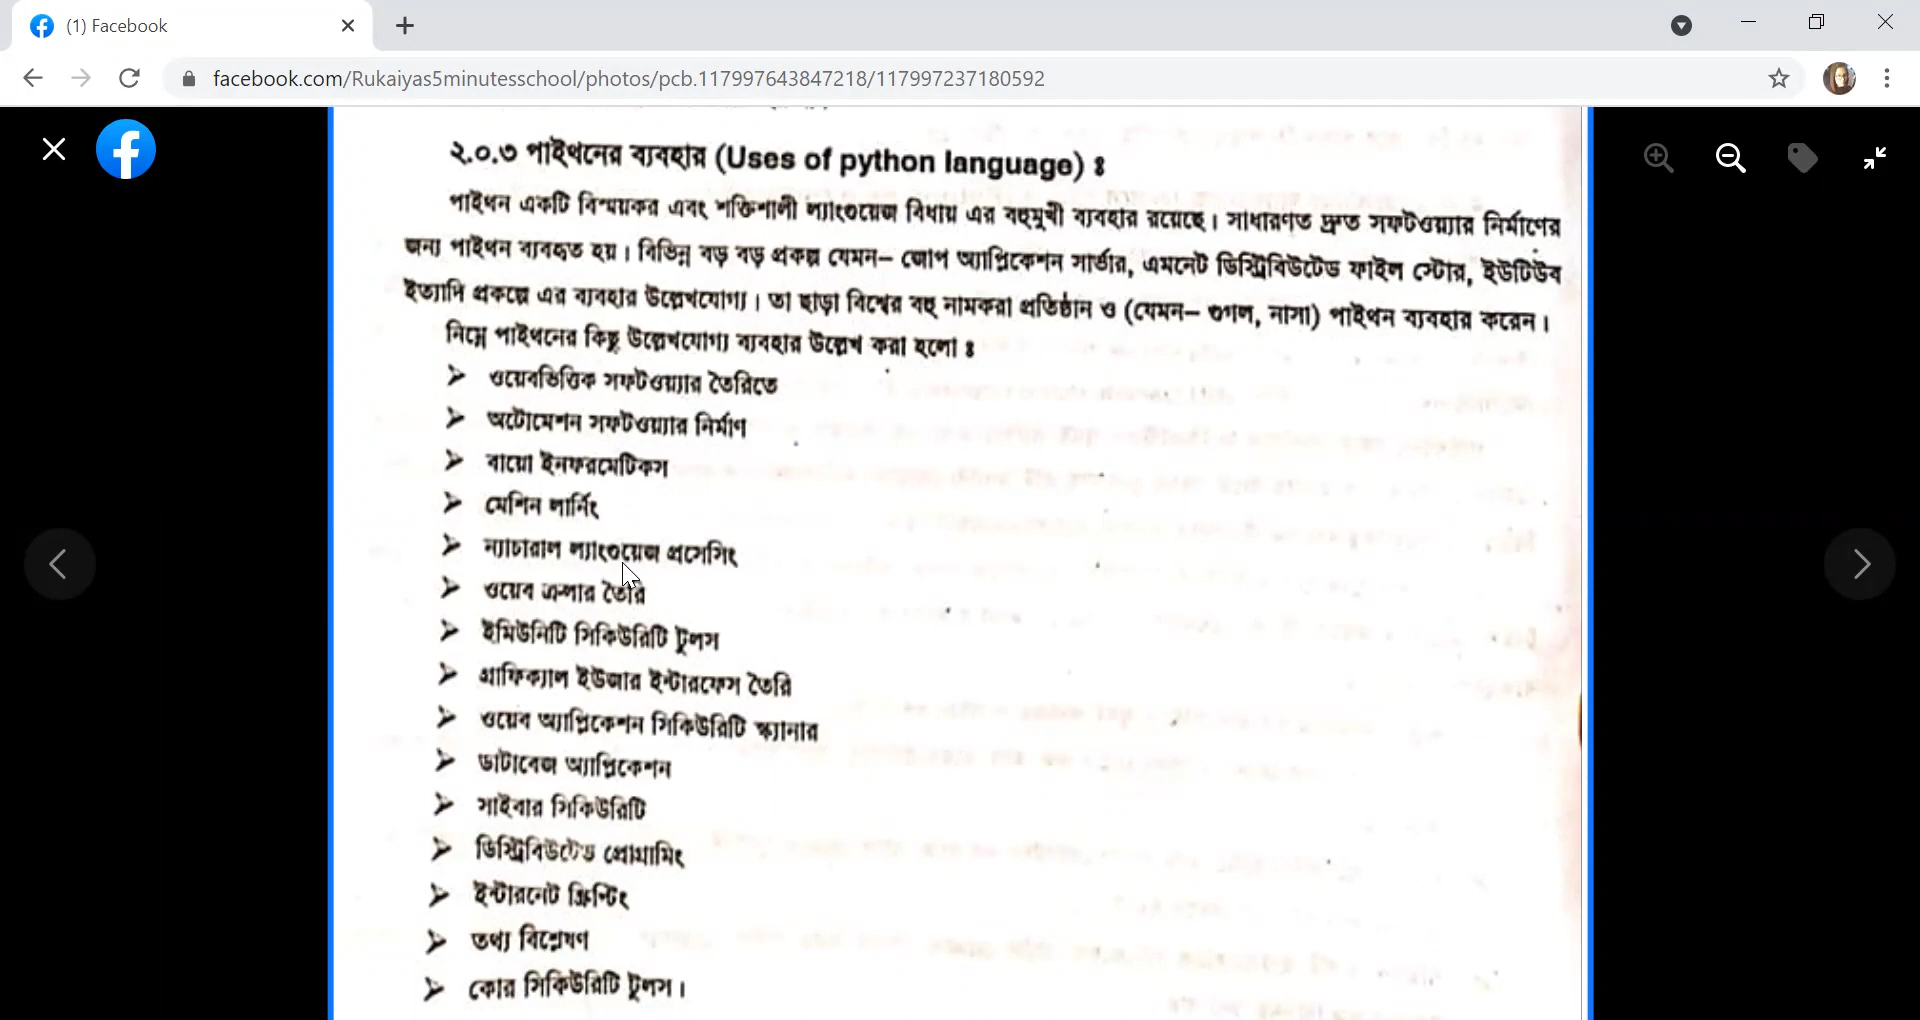 (1) Facebook
facebook.com/Rukaiyas5minutesschool/photos/pcb.117997643847218/117997237180592
২.০.৩ পাইথনের ব্যবহার (Uses of python language) ঃ
পাইথন একটি বিস্ময়কর এবং শক্তিশালী ল্যাংগুয়েজ বিধায় এর বহুমুখী ব্যবহার রয়েছে। সাধারণত দ্রুত সফটওয়্যার নির্মাণের
জন্য পাইথন ব্যবহৃত হয়। বিভিন্ন বড় বড় প্রকল্প যেমন– জোপ অ্যাপ্লিকেশন সার্ভার, এমনেট ডিস্ট্রিবিউটেড ফাইল স্টোর, ইউটিউব
ইত্যাদি প্রকল্পে এর ব্যবহার উল্লেখযোগ্য। তা ছাড়া বিশ্বের বহু নামকরা প্রতিষ্ঠান ও (যেমন– গুগল, নাসা) পাইথন ব্যবহার করেন।
নিম্নে পাইথনের কিছু উল্লেখযোগ্য ব্যবহার উল্লেখ করা হলো ঃ
➢ ওয়েবভিত্তিক সফটওয়্যার তৈরিতে
➢ অটোমেশন সফটওয়্যার নির্মাণ
➢ বায়ো ইনফরমেটিকস
➢ মেশিন লার্নিং
➢ ন্যাচারাল ল্যাংগুয়েজ প্রসেসিং
➢ ওয়েব ক্রলার তৈরি
➢ ইমিউনিটি সিকিউরিটি টুলস
➢ গ্রাফিক্যাল ইউজার ইন্টারফেস তৈরি
➢ ওয়েব অ্যাপ্লিকেশন সিকিউরিটি স্ক্যানার
➢ ডাটাবেজ অ্যাপ্লিকেশন
➢ সাইবার সিকিউরিটি
➢ ডিস্ট্রিবিউটেড প্রোগ্রামিং
➢ ইন্টারনেট স্ক্রিপ্টিং
➢ তথ্য বিশ্লেষণ
➢ কোর সিকিউরিটি টুলস।